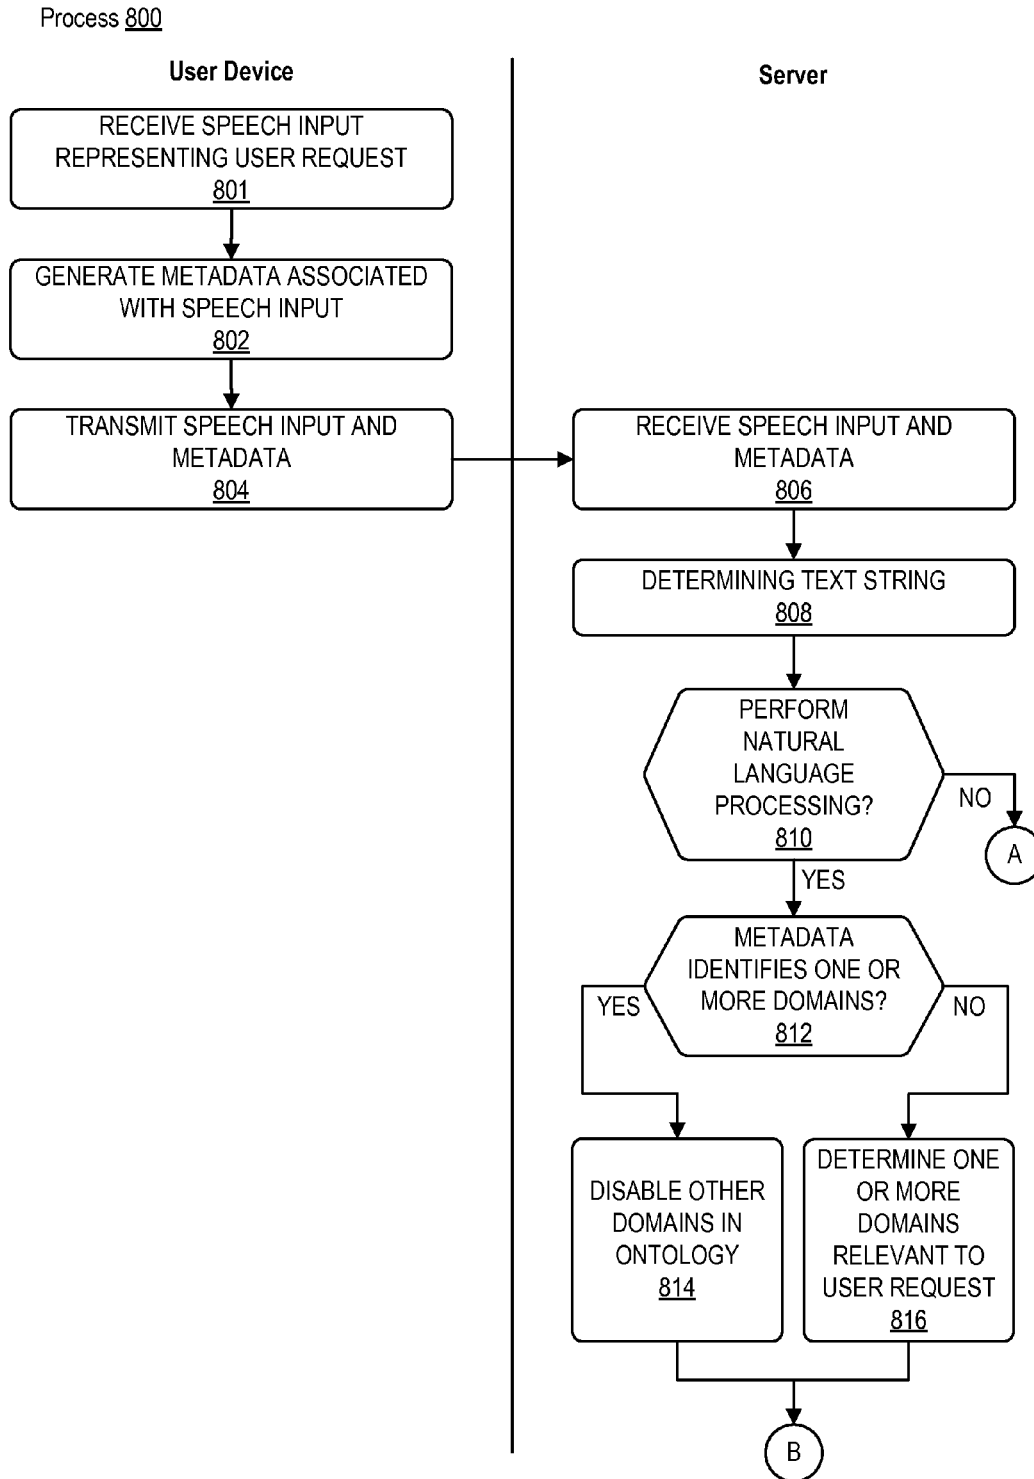 Process 800
User Device
Server
RECEIVE SPEECH INPUT
REPRESENTING USER REQUEST
801
GENERATE METADATA ASSOCIATED
WITH SPEECH INPUT
802
TRANSMIT SPEECH INPUT AND
METADATA
804
RECEIVE SPEECH INPUT AND
METADATA
806
DETERMINING TEXT STRING
808
PERFORM
NATURAL
LANGUAGE
PROCESSING?
810
NO
A
YES
METADATA
IDENTIFIES ONE OR
MORE DOMAINS?
812
YES
NO
DISABLE OTHER
DOMAINS IN
ONTOLOGY
814
DETERMINE ONE
OR MORE
DOMAINS
RELEVANT TO
USER REQUEST
816
B